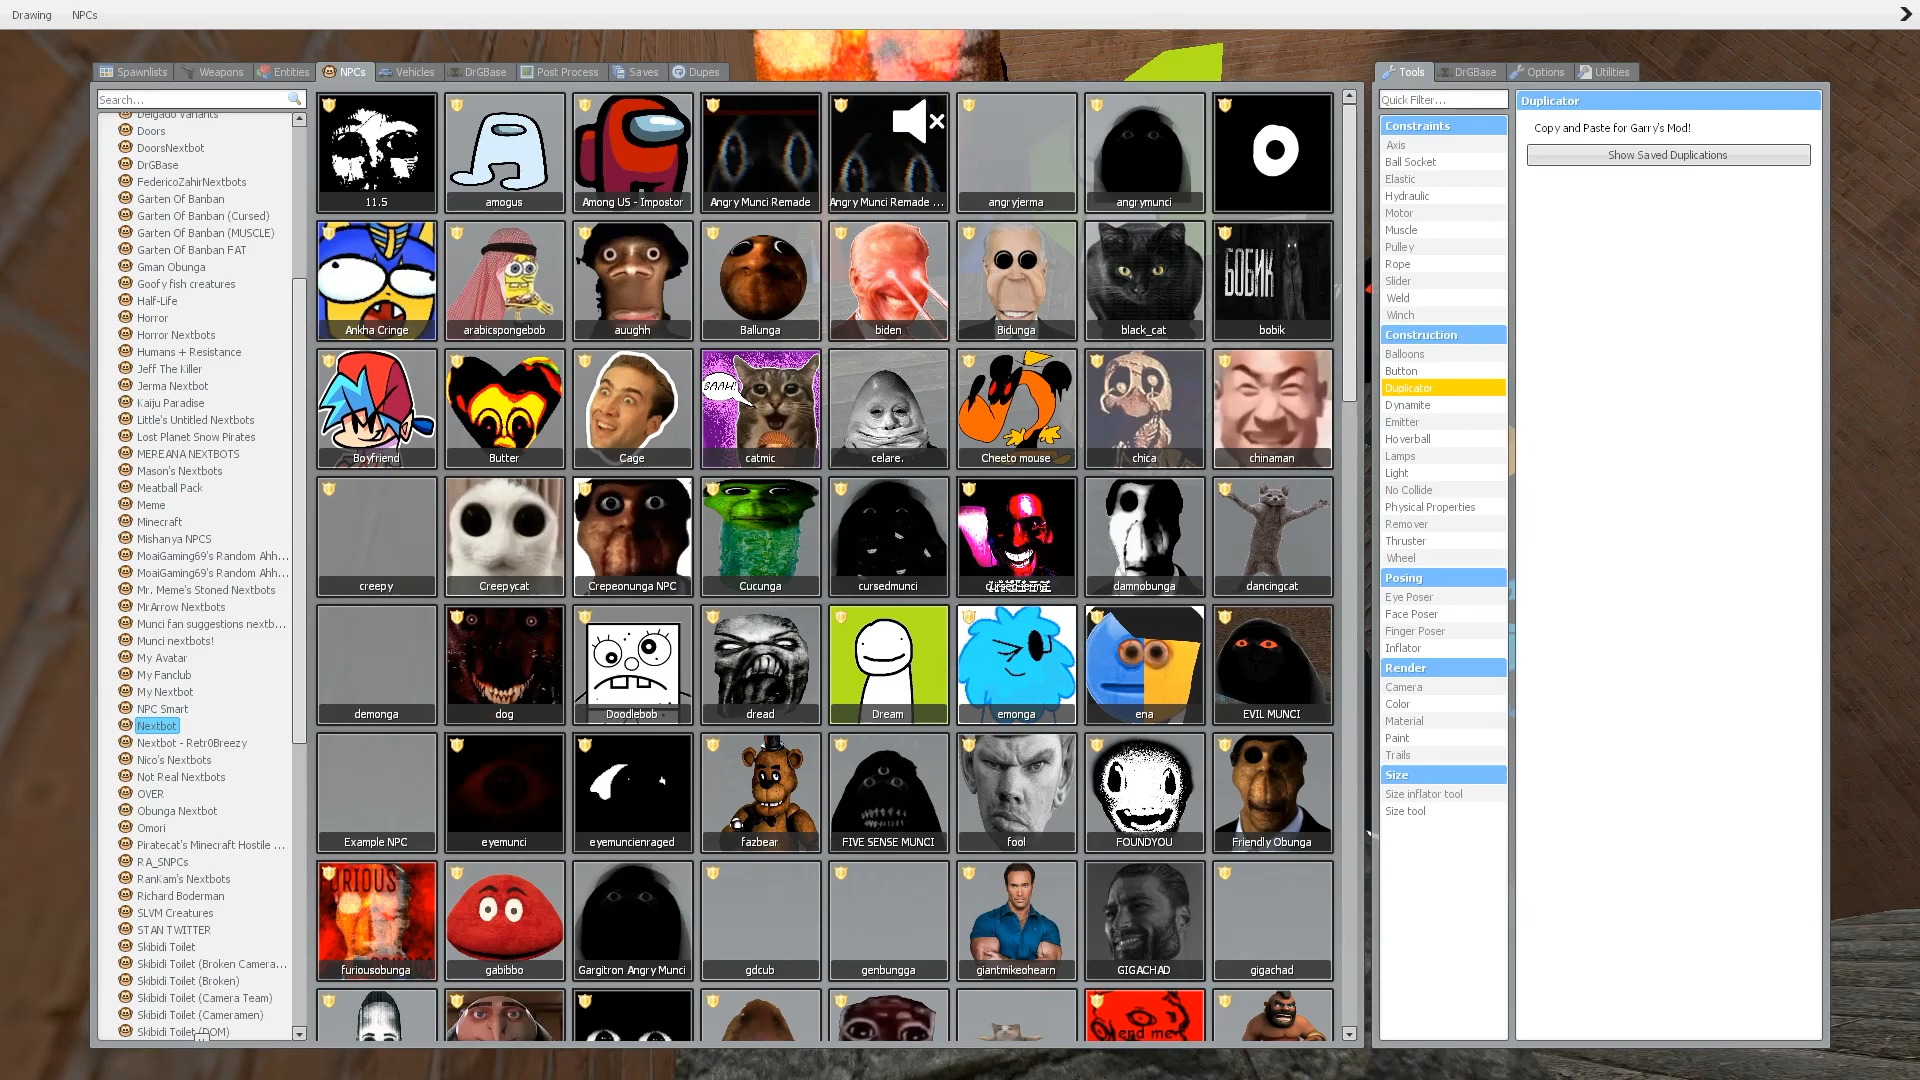 Drawing
NPCs
Spawnlists
Weapons
Entities
NPCs
Vehicles
DrGBase
Post Process
Saves
Dupes
Search...
Delgado Variants
Doors
DoorsNextbot
DrGBase
FedericoZahirNextbots
Garten Of Banban
Garten Of Banban (Cursed)
Garten Of Banban (MUSCLE)
Garten Of Banban FAT
Gman Obunga
Goofy fish creatures
Half-Life
Horror
Horror Nextbots
Humans + Resistance
Jeff The Killer
Jerma Nextbot
Kaiju Paradise
Little's Untitled Nextbots
Lost Planet Snow Pirates
MEREANA NEXTBOTS
Mason's Nextbots
Meatball Pack
Meme
Minecraft
Mishanya NPCS
MoaiGaming69's Random Ahh...
MoaiGaming69's Random Ahh...
Mr. Meme's Stoned Nextbots
MrArrow Nextbots
Munci fan suggestions nextb...
Munci nextbots!
My Avatar
My Fanclub
My Nextbot
NPC Smart
Nextbot
Nextbot - Retr0Breezy
Nico's Nextbots
Not Real Nextbots
OVER
Obunga Nextbot
Omori
Piratecat's Minecraft Hostile ...
RA_SNPCs
RanKam's Nextbots
Richard Boderman
SLVM Creatures
STAN TWITTER
Skibidi Toilet
Skibidi Toilet (Broken Camera...
Skibidi Toilet (Broken)
Skibidi Toilet (Camera Team)
Skibidi Toilet (Cameramen)
Skibidi Toilet (DOM)
11.5
amogus
Among US - Impostor
Angry Munci Remade
Angry Munci Remade ...
angryjerma
angrymunci
Ankha Cringe
arabicspongebob
auughh
Ballunga
biden
Bidunga
black_cat
БОБИК
bobik
Boyfriend
Butter
Cage
BAAH!
catmic
celare.
Cheeto mouse
chica
chinaman
creepy
Creepycat
Crepeonunga NPC
Cucunga
cursedmunci
damnobunga
dancingcat
demonga
dog
Doodlebob
dread
Dream
emonga
ena
EVIL MUNCI
Example NPC
eyemunci
eyemuncienraged
fazbear
FIVE SENSE MUNCI
fool
FOUNDYOU
Friendly Obunga
furiousobunga
gabibbo
Gargitron Angry Munci
gdcub
genbungga
giantmikeohearn
GIGACHAD
gigachad
end me
Tools
DrGBase
Options
Utilities
Quick Filter...
Constraints
Axis
Ball Socket
Elastic
Hydraulic
Motor
Muscle
Pulley
Rope
Slider
Weld
Winch
Construction
Balloons
Button
Duplicator
Dynamite
Emitter
Hoverball
Lamps
Light
No Collide
Physical Properties
Remover
Thruster
Wheel
Posing
Eye Poser
Face Poser
Finger Poser
Inflator
Render
Camera
Color
Material
Paint
Trails
Size
Size inflator tool
Size tool
Duplicator
Copy and Paste for Garry's Mod!
Show Saved Duplications